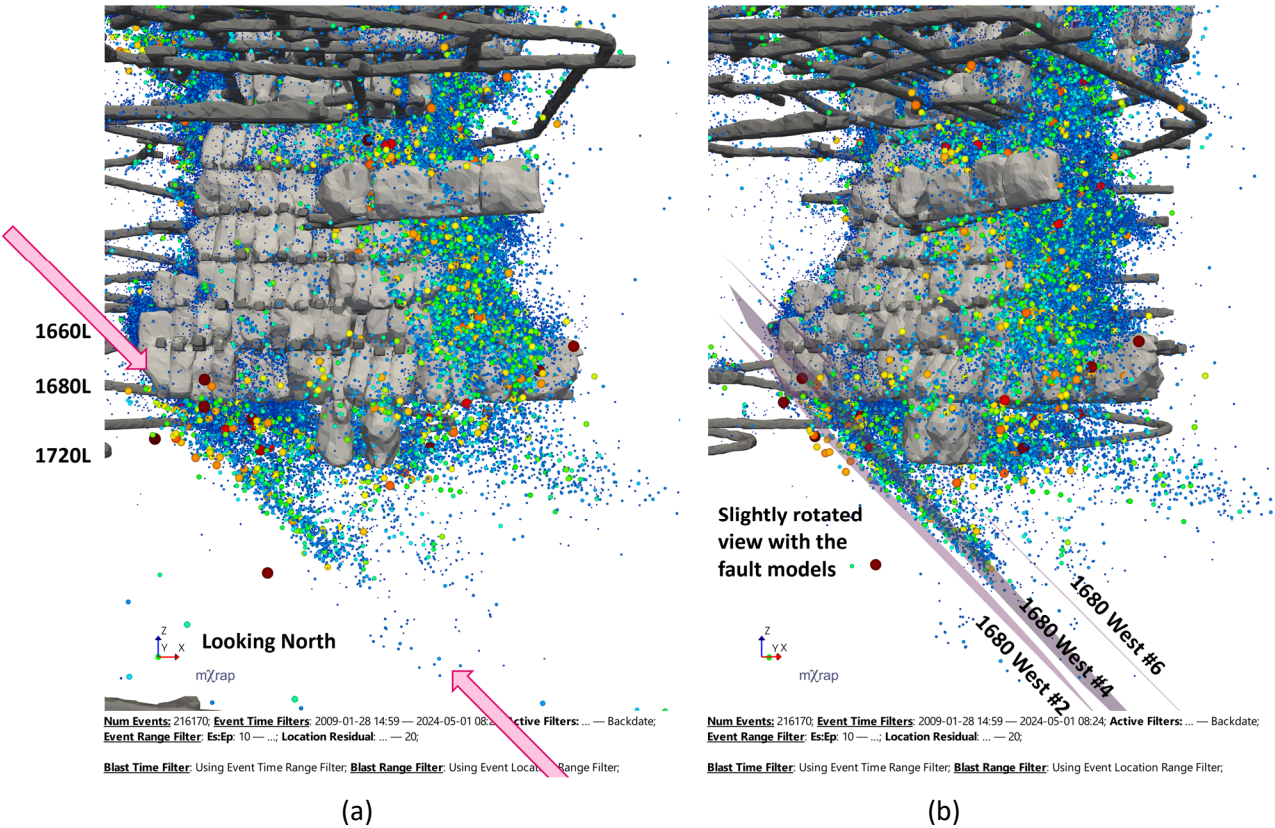 1660L
1680L
1720L
Z
Y X
Looking North
mχrap
Num Events: 216170; Event Time Filters: 2009-01-28 14:59 — 2024-05-01 08:2 Active Filters: ... — Backdate;
Event Range Filter: Es:Ep: 10 — ...; Location Residual: ... — 20;
Blast Time Filter: Using Event Time Range Filter; Blast Range Filter: Using Event Locat Range Filter;
(a)
Slightly rotated
view with the
fault models
1680 West #6
1680 West #4
1680 West #2
Z
Y X
mχrap
Num Events: 216170; Event Time Filters: 2009-01-28 14:59 — 2024-05-01 08:24; Active Filters: ... — Backdate;
Event Range Filter: Es:Ep: 10 — ...; Location Residual: ... — 20;
Blast Time Filter: Using Event Time Range Filter; Blast Range Filter: Using Event Location Range Filter;
(b)